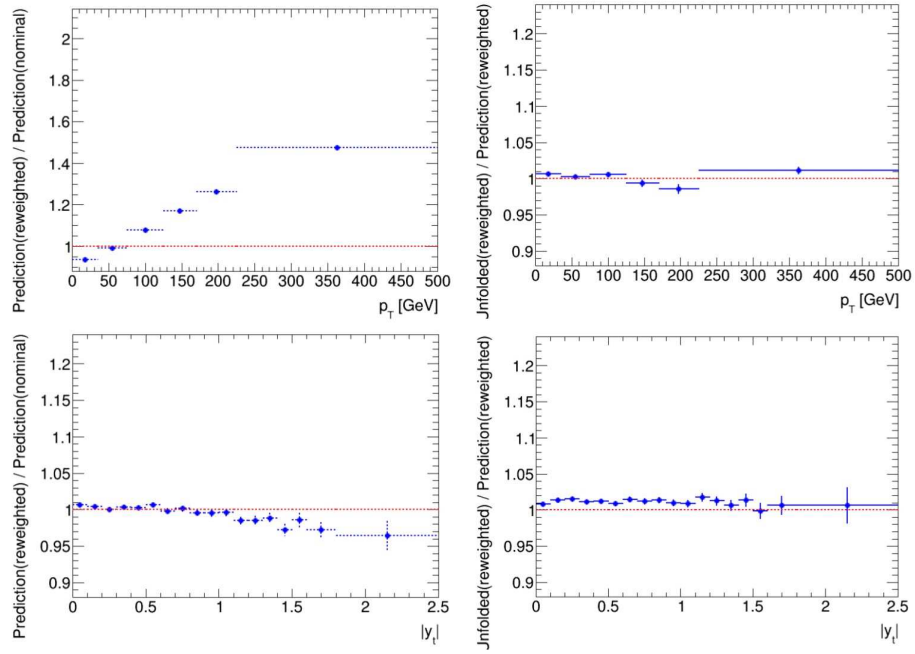 Prediction(reweighted) / Prediction(nominal)
2
1.8
1.6
1.4
1.2
1
0 50 100 150 200 250 300 350 400 450 500
p_T [GeV]
Jnfolded(reweighted) / Prediction(reweighted)
1.2
1.15
1.1
1.05
1
0.95
0.9
0 50 100 150 200 250 300 350 400 450 500
p_T [GeV]
Prediction(reweighted) / Prediction(nominal)
1.2
1.15
1.1
1.05
1
0.95
0.9
0 0.5 1 1.5 2 2.5
|y_t|
Jnfolded(reweighted) / Prediction(reweighted)
1.2
1.15
1.1
1.05
1
0.95
0.9
0 0.5 1 1.5 2 2.5
|y_t|